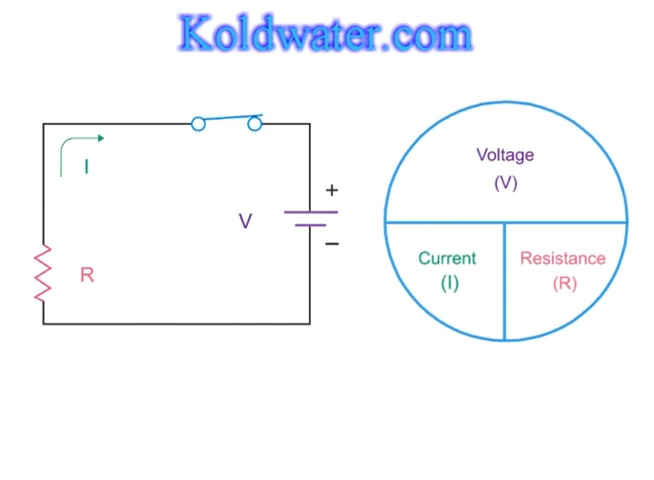 Koldwater.com
I
V
+
−
R
Voltage
(V)
Current
(I)
Resistance
(R)